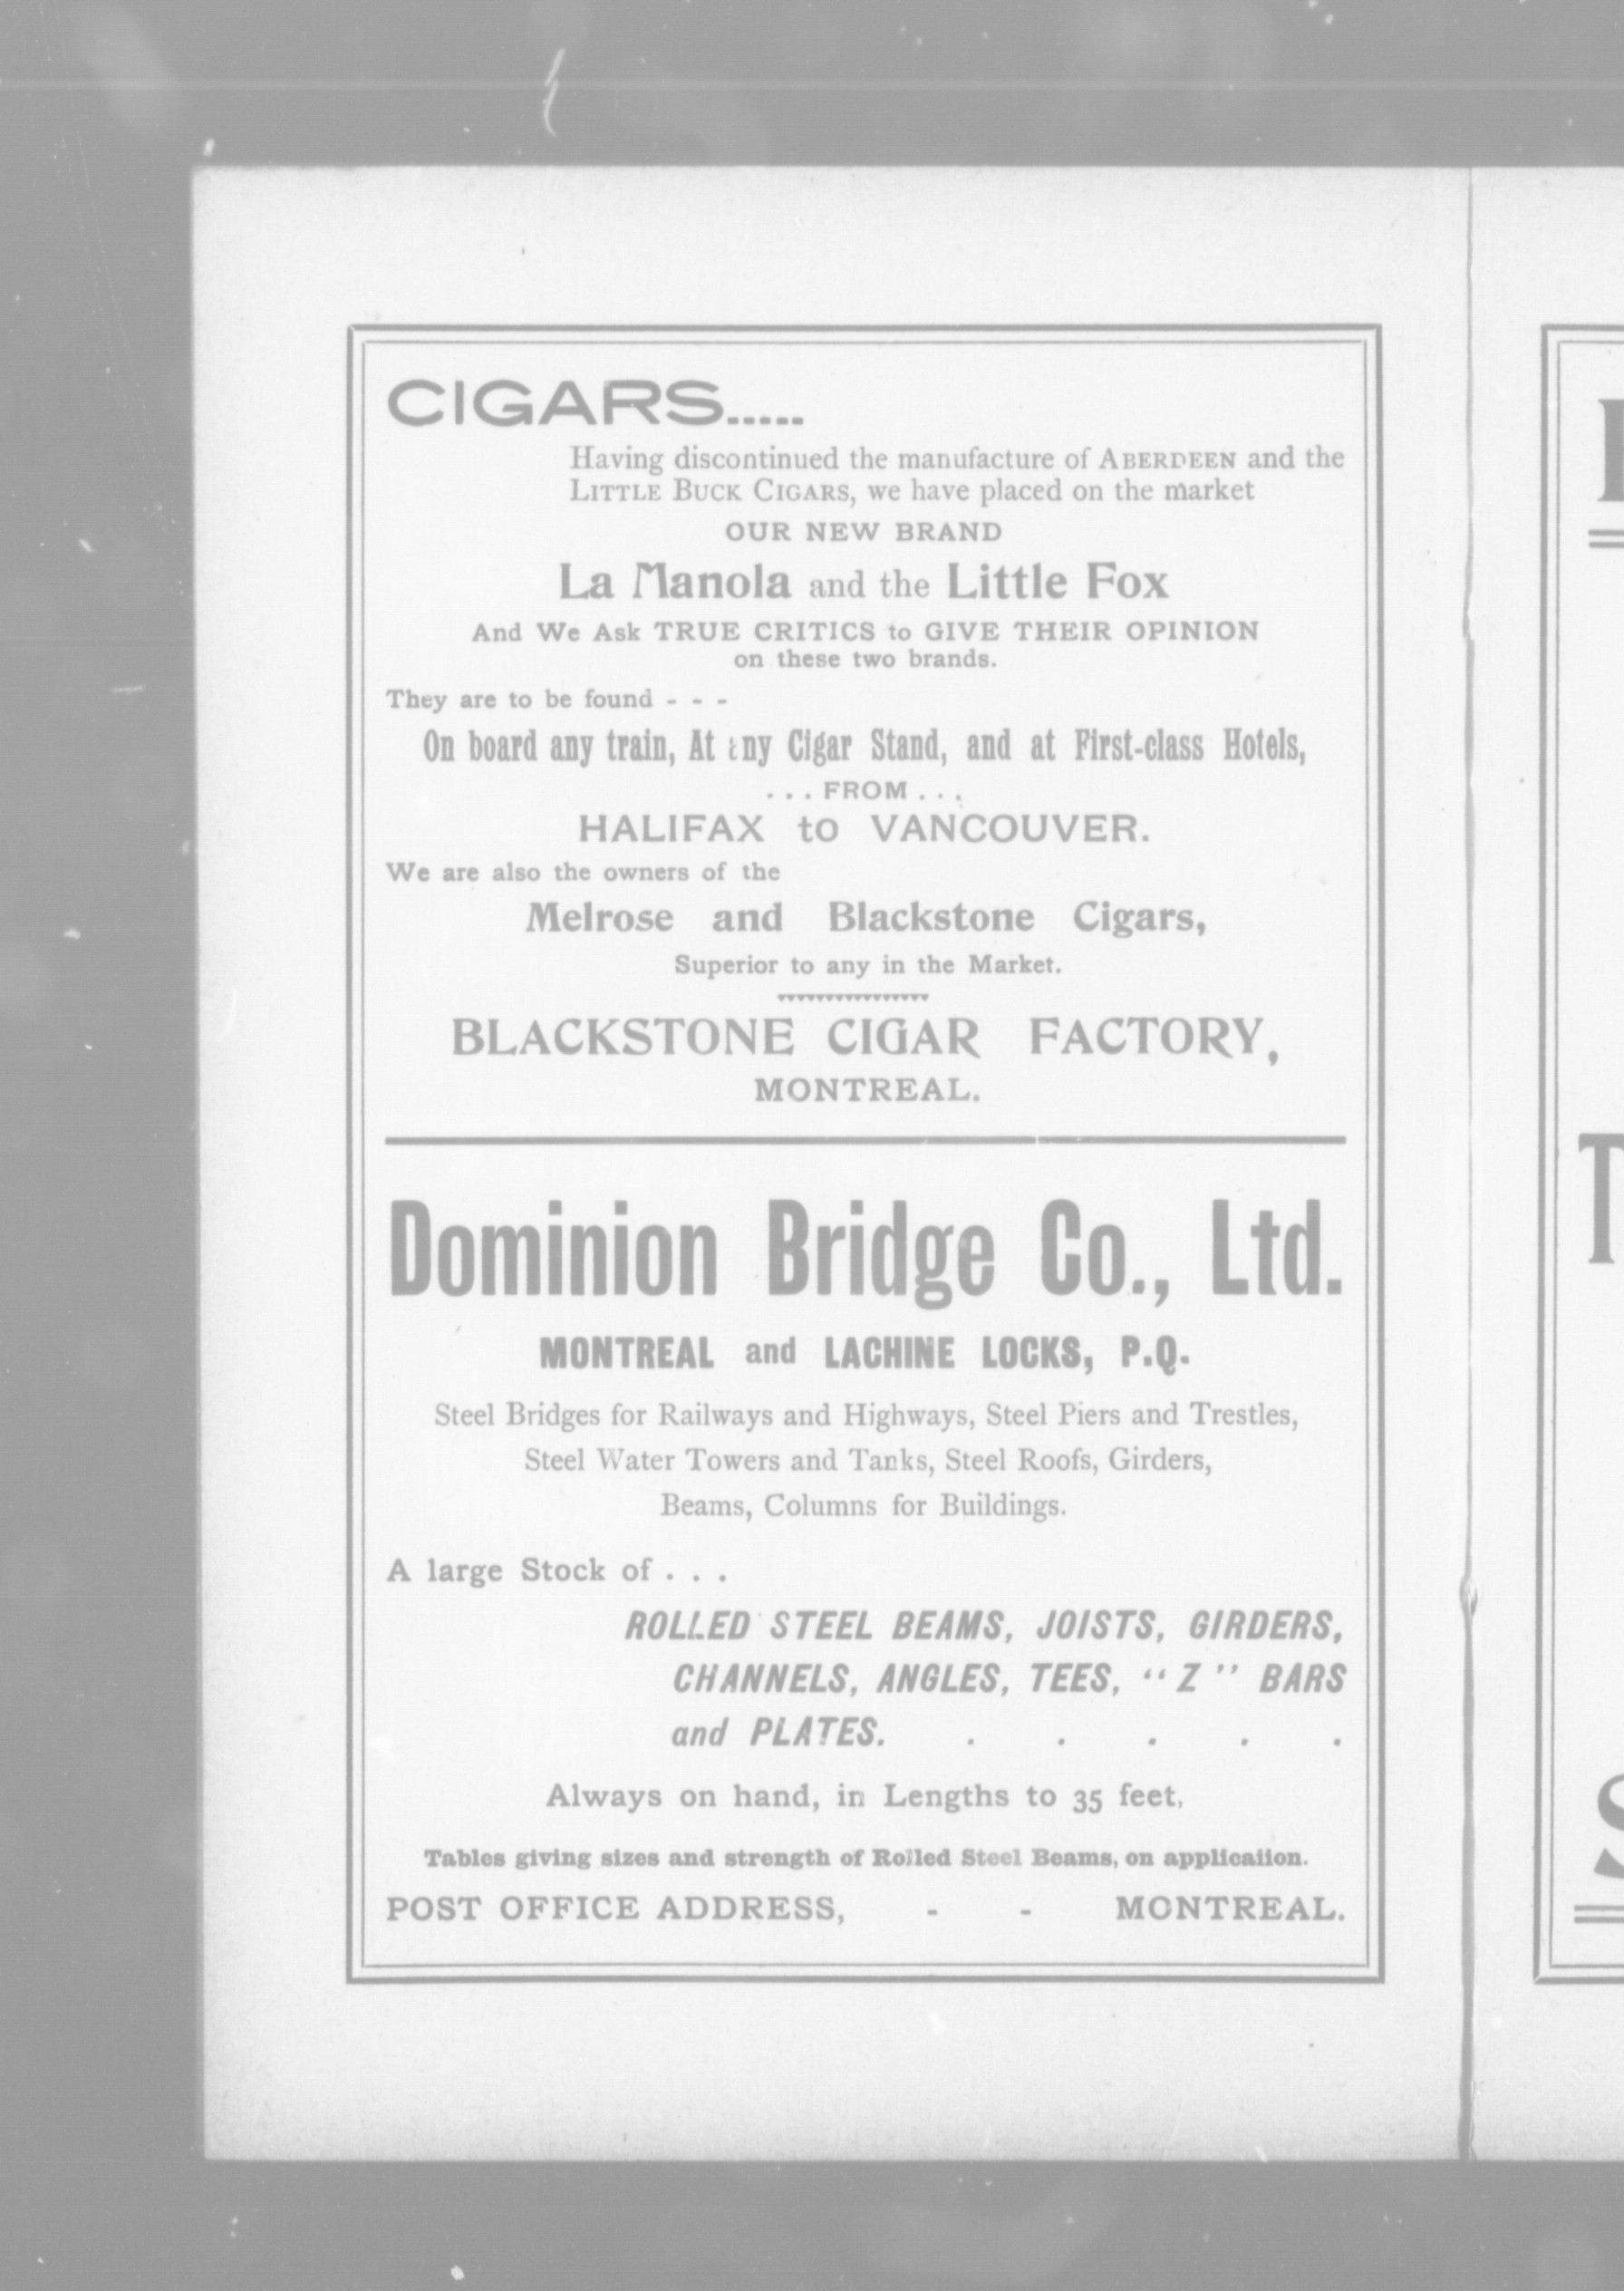 CIGARS.....
Having discontinued the manufacture of ABERDEEN and the
LITTLE BUCK CIGARS, we have placed on the market
OUR NEW BRAND
La Manola and the Little Fox
And We Ask TRUE CRITICS to GIVE THEIR OPINION
on these two brands.
They are to be found - - -
On board any train, At any Cigar Stand, and at First-class Hotels,
. . . FROM . . .
HALIFAX to VANCOUVER.
We are also the owners of the
Melrose and Blackstone Cigars,
Superior to any in the Market.
BLACKSTONE CIGAR FACTORY,
MONTREAL.
Dominion Bridge Co., Ltd.
MONTREAL and LACHINE LOCKS, P.Q.
Steel Bridges for Railways and Highways, Steel Piers and Trestles,
Steel Water Towers and Tanks, Steel Roofs, Girders,
Beams, Columns for Buildings.
A large Stock of . . .
ROLLED STEEL BEAMS, JOISTS, GIRDERS,
CHANNELS, ANGLES, TEES, "Z" BARS
and PLATES. . . . . .
Always on hand, in Lengths to 35 feet,
Tables giving sizes and strength of Rolled Steel Beams, on applicaiion.
POST OFFICE ADDRESS, - - MONTREAL.